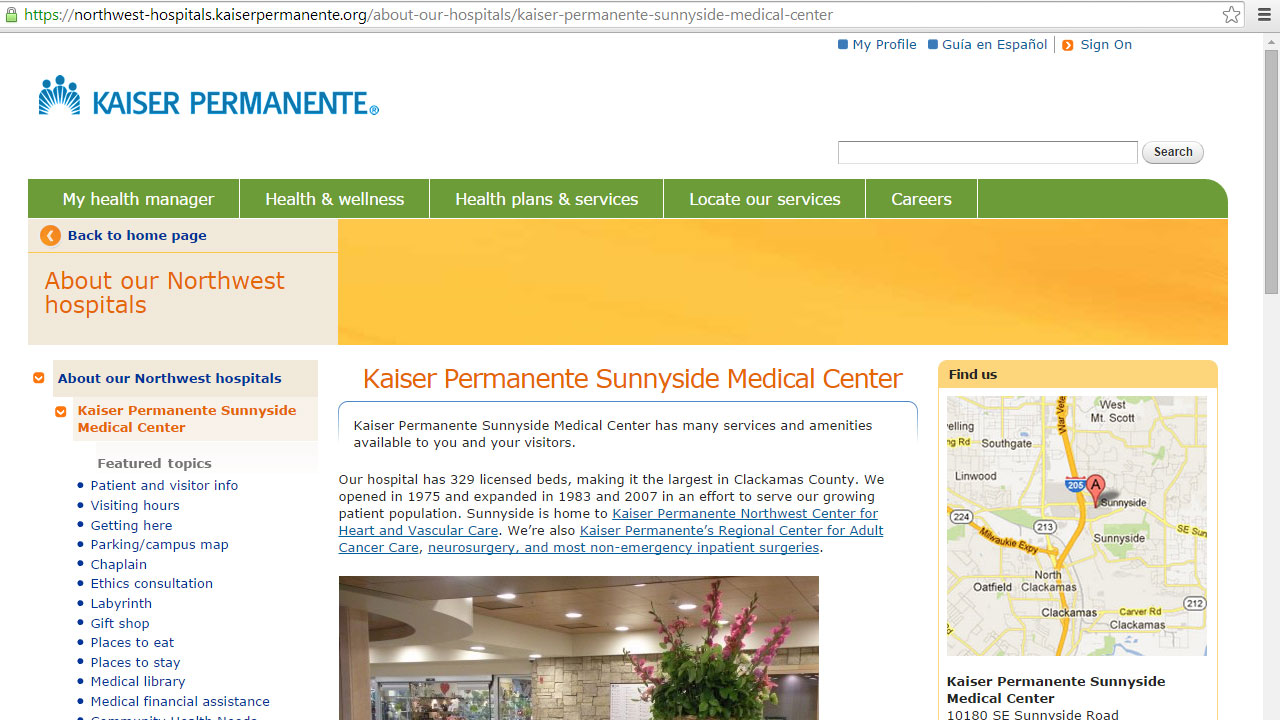 https://northwest-hospitals.kaiserpermanente.org/about-our-hospitals/kaiser-permanente-sunnyside-medical-center
My Profile
Guía en Español
Sign On
KAISER PERMANENTE®
Search
My health manager
Health & wellness
Health plans & services
Locate our services
Careers
Back to home page
About our Northwest
hospitals
About our Northwest hospitals
Kaiser Permanente Sunnyside
Medical Center
Featured topics
Patient and visitor info
Visiting hours
Getting here
Parking/campus map
Chaplain
Ethics consultation
Labyrinth
Gift shop
Places to eat
Places to stay
Medical library
Medical financial assistance
Community Health Needs
Kaiser Permanente Sunnyside Medical Center
Kaiser Permanente Sunnyside Medical Center has many services and amenities
available to you and your visitors.
Our hospital has 329 licensed beds, making it the largest in Clackamas County. We
opened in 1975 and expanded in 1983 and 2007 in an effort to serve our growing
patient population. Sunnyside is home to Kaiser Permanente Northwest Center for
Heart and Vascular Care. We’re also Kaiser Permanente’s Regional Center for Adult
Cancer Care, neurosurgery, and most non-emergency inpatient surgeries.
Find us
West
Mt. Scott
War Vete
elling
ng Rd
Southgate
Linwood
205
A
Sunnyside
224
213
SE Sun
Milwaukie Expy
Sunnyside
North
Oatfield
Clackamas
212
Clackamas
Carver Rd
Clackamas
Kaiser Permanente Sunnyside
Medical Center
10180 SE Sunnyside Road